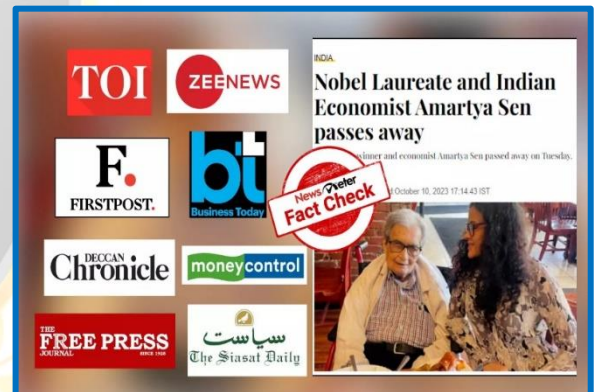 TOI
ZEENEWS
F.
FIRSTPOST.
bt
Business Today
DECCAN
Chronicle
moneycontrol
THE
FREE PRESS
JOURNAL
SINCE 1928
سیاست
The Siasat Daily
NewsMeter
Fact Check
INDIA
Nobel Laureate and Indian
Economist Amartya Sen
passes away
winner and economist Amartya Sen passed away on Tuesday.
October 10, 2023 17:14:43 IST